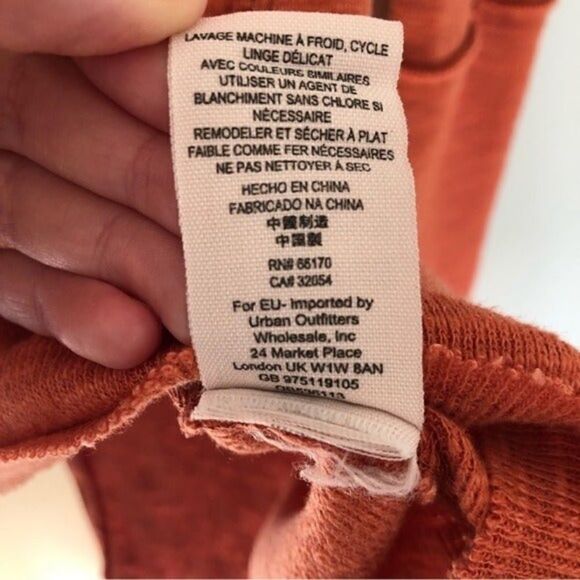 LAVAGE MACHINE À FROID, CYCLE
LINGE DÉLICAT
AVEC COULEURS SIMILAIRES
UTILISER UN AGENT DE
BLANCHIMENT SANS CHLORE SI
NÉCESSAIRE
REMODELER ET SÉCHER À PLAT
FAIBLE COMME FER NÉCESSAIRES
NE PAS NETTOYER À SEC
HECHO EN CHINA
FABRICADO NA CHINA
中國制造
中国製
RN# 66170
CA# 32054
For EU- Imported by
Urban Outfitters
Wholesale, Inc
24 Market Place
London UK W1W 8AN
GB 975119105